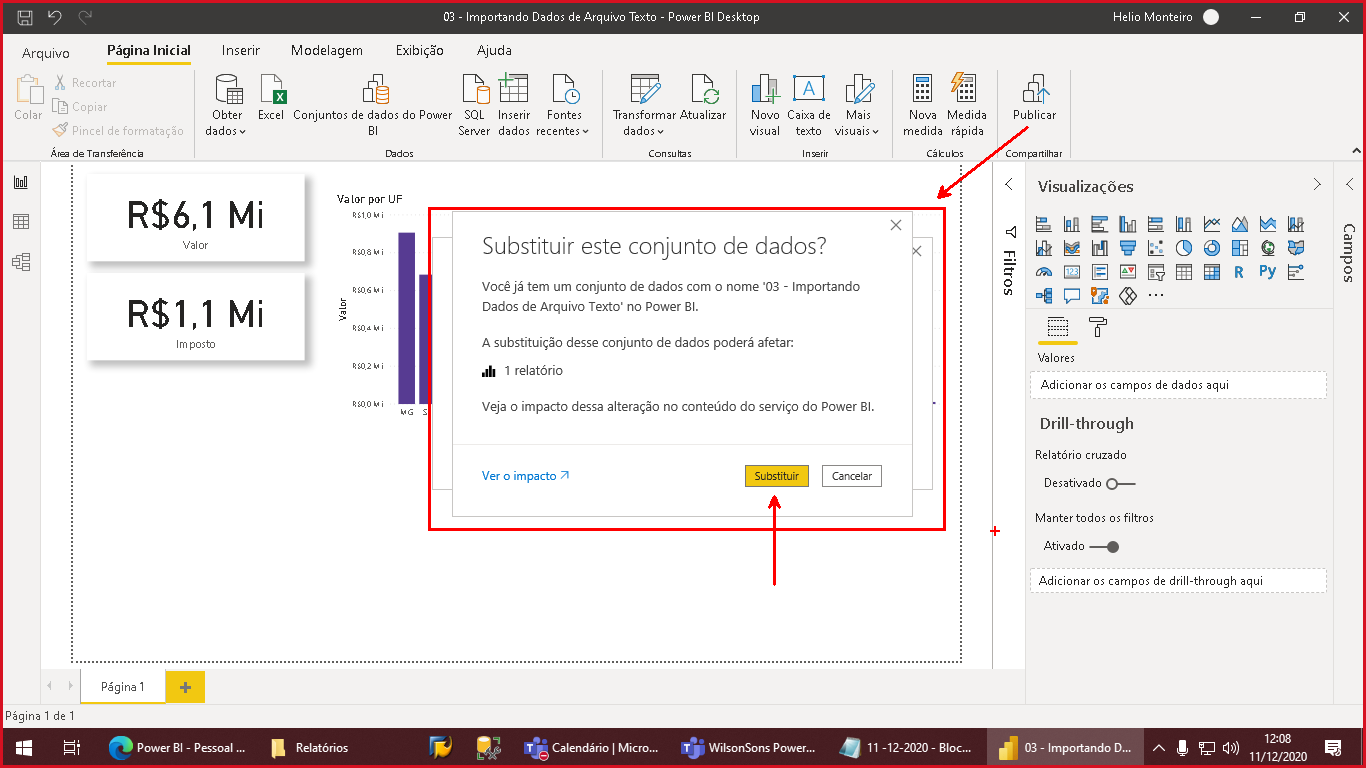 03 - Importando Dados de Arquivo Texto - Power BI Desktop
Helio Monteiro
Arquivo
Página Inicial
Inserir
Modelagem
Exibição
Ajuda
Colar
Recortar
Copiar
Pincel de formatação
Área de Transferência
Obter
dados
Excel
Conjuntos de dados do Power
BI
SQL
Server
Inserir
dados
Fontes
recentes
Dados
Transformar
dados
Atualizar
Consultas
Novo
visual
Caixa de
texto
Mais
visuais
Inserir
Nova
medida
Medida
rápida
Cálculos
Publicar
Compartilhar
R$6,1 Mi
Valor
R$1,1 Mi
Imposto
Valor por UF
R$1,0 Mi
R$0,8 Mi
R$0,6 Mi
R$0,4 Mi
R$0,2 Mi
R$0,0 Mi
Valor
MG
Substituir este conjunto de dados?
Você já tem um conjunto de dados com o nome '03 - Importando
Dados de Arquivo Texto' no Power BI.
A substituição desse conjunto de dados poderá afetar:
1 relatório
Veja o impacto dessa alteração no conteúdo do serviço do Power BI.
Ver o impacto
Substituir
Cancelar
Filtros
Visualizações
123
R
Py
Valores
Adicionar os campos de dados aqui
Drill-through
Relatório cruzado
Desativado
Manter todos os filtros
Ativado
Adicionar os campos de drill-through aqui
Campos
Página 1
Página 1 de 1
Power BI - Pessoal ...
Relatórios
Calendário | Micro...
WilsonSons Power...
11 -12-2020 - Bloc...
03 - Importando D...
12:08
11/12/2020